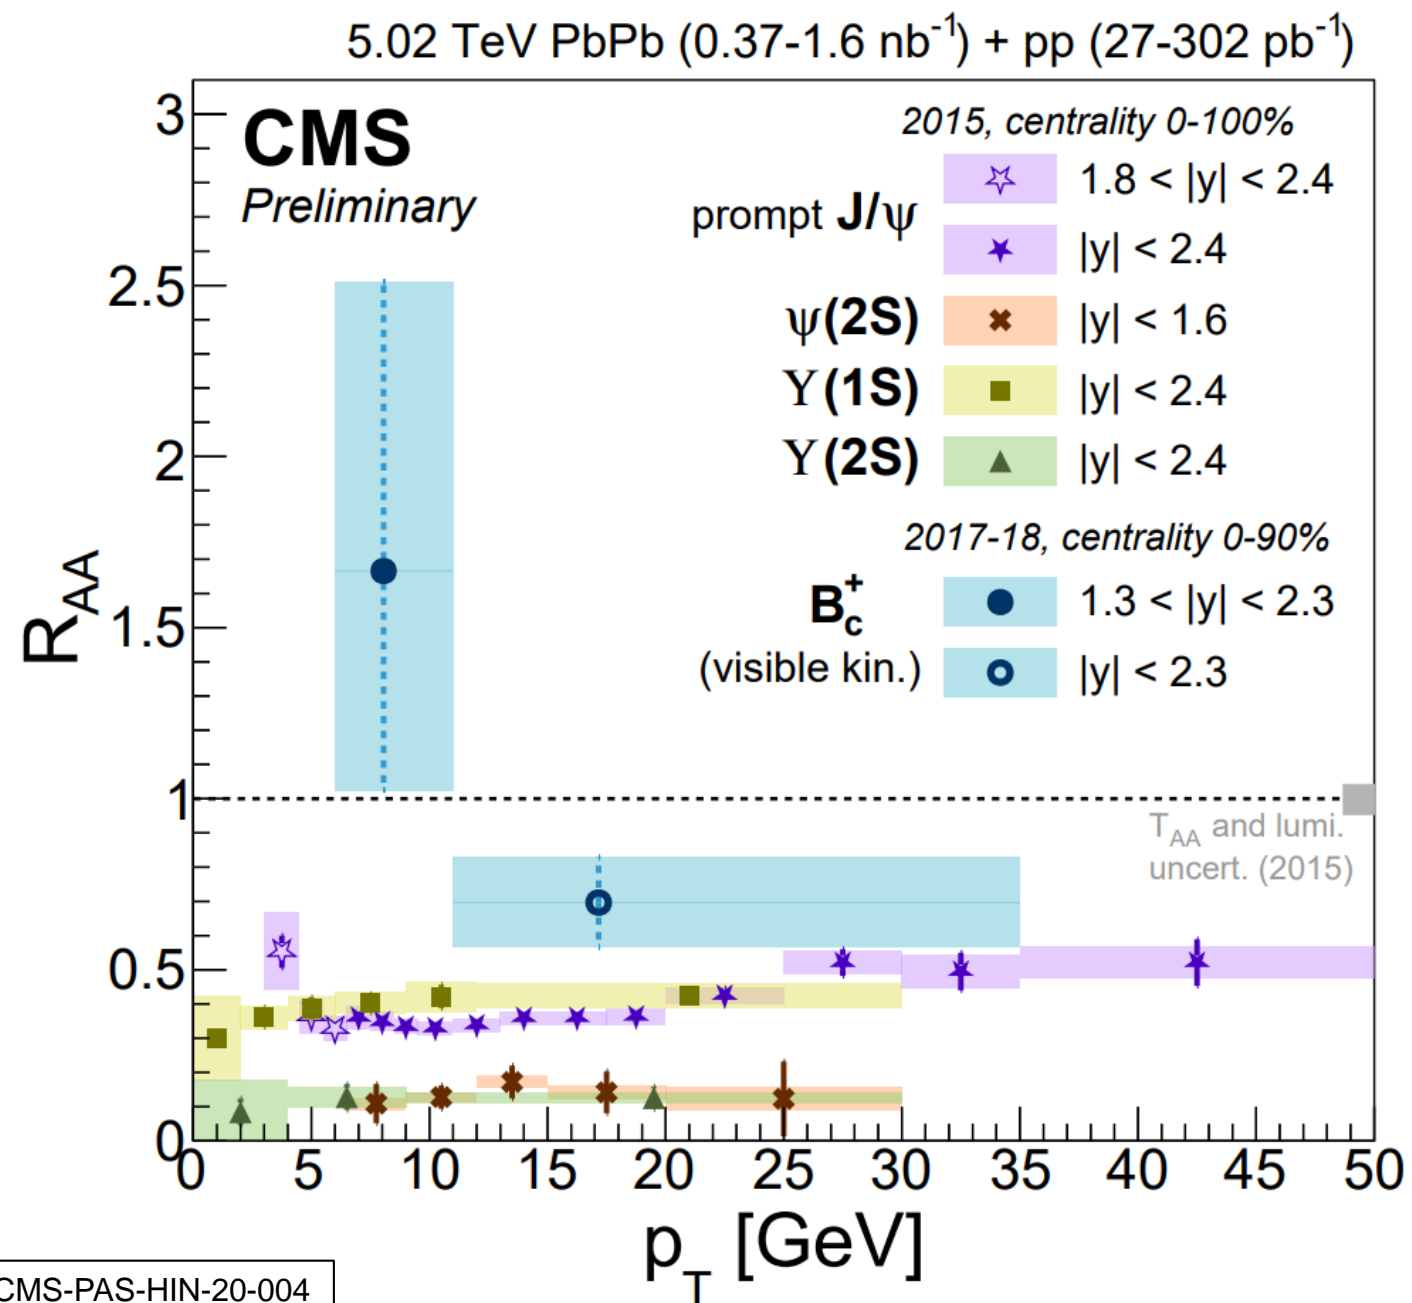 5.02 TeV PbPb (0.37-1.6 nb⁻¹) + pp (27-302 pb⁻¹)
CMS
Preliminary
2015, centrality 0-100%
prompt J/ψ
1.8 < |y| < 2.4
|y| < 2.4
ψ(2S) |y| < 1.6
ϒ(1S) |y| < 2.4
ϒ(2S) |y| < 2.4
2017-18, centrality 0-90%
B_c^+ 1.3 < |y| < 2.3
(visible kin.) |y| < 2.3
T_AA and lumi.
uncert. (2015)
R_AA
3
2.5
2
1.5
1
0.5
0
0 5 10 15 20 25 30 35 40 45 50
p_T [GeV]
CMS-PAS-HIN-20-004